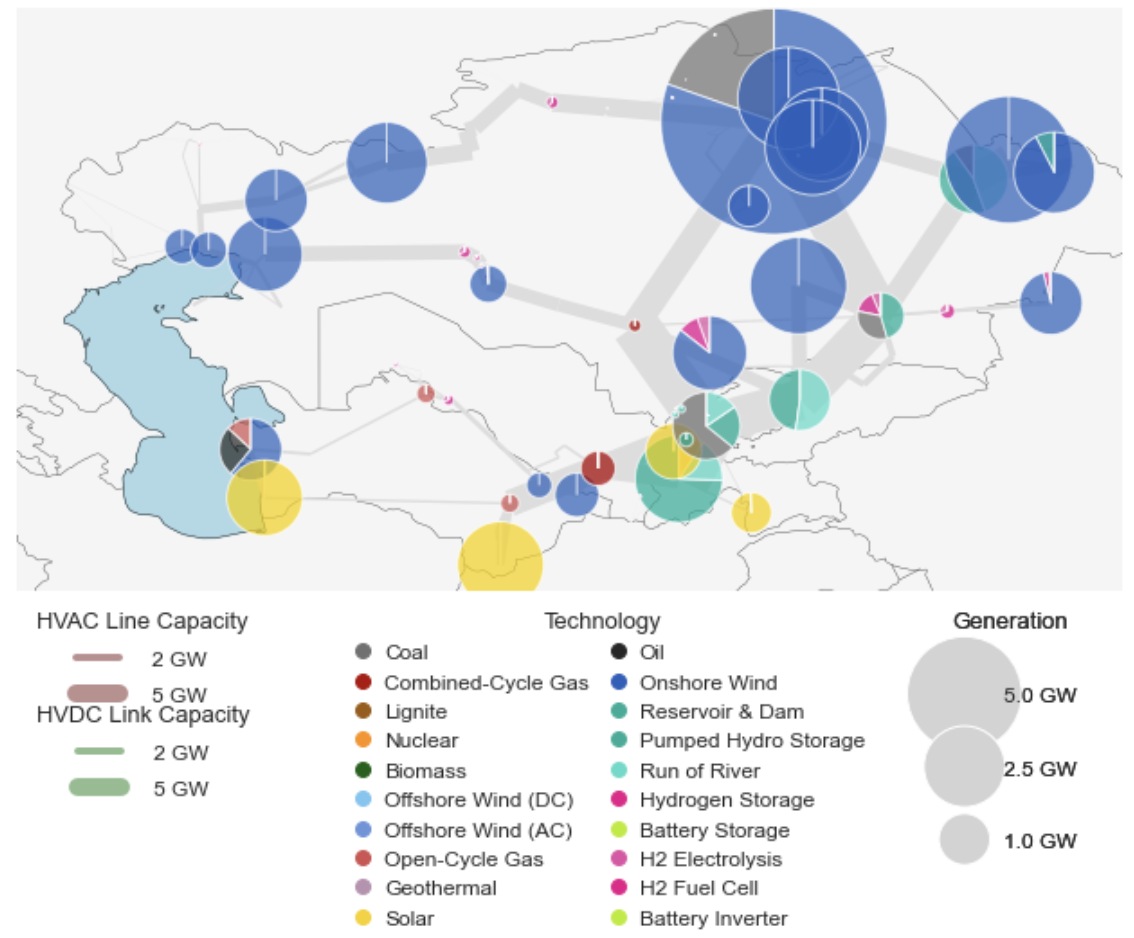 HVAC Line Capacity
2 GW
5 GW
HVDC Link Capacity
2 GW
5 GW
Technology
Coal
Combined-Cycle Gas
Lignite
Nuclear
Biomass
Offshore Wind (DC)
Offshore Wind (AC)
Open-Cycle Gas
Geothermal
Solar
Oil
Onshore Wind
Reservoir & Dam
Pumped Hydro Storage
Run of River
Hydrogen Storage
Battery Storage
H2 Electrolysis
H2 Fuel Cell
Battery Inverter
Generation
5.0 GW
2.5 GW
1.0 GW